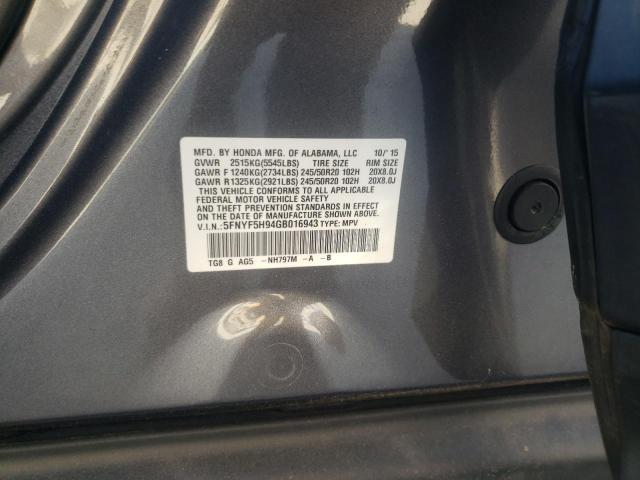 MFD. BY HONDA MFG. OF ALABAMA, LLC 10/'15
GVWR 2515KG(5545LBS) TIRE SIZE RIM SIZE
GAWR F 1240KG(2734LBS) 245/50R20 102H 20X8.0J
GAWR R1325KG(2921LBS) 245/50R20 102H 20X8.0J
THIS VEHICLE CONFORMS TO ALL APPLICABLE
FEDERAL MOTOR VEHICLE SAFETY
AND THEFT PREVENTION STANDARDS IN EFFECT
ON THE DATE OF MANUFACTURE SHOWN ABOVE.
V.I.N.: 5FNYF5H94GB016943 TYPE: MPV
TG8 G AG5 -NH797M -A -B